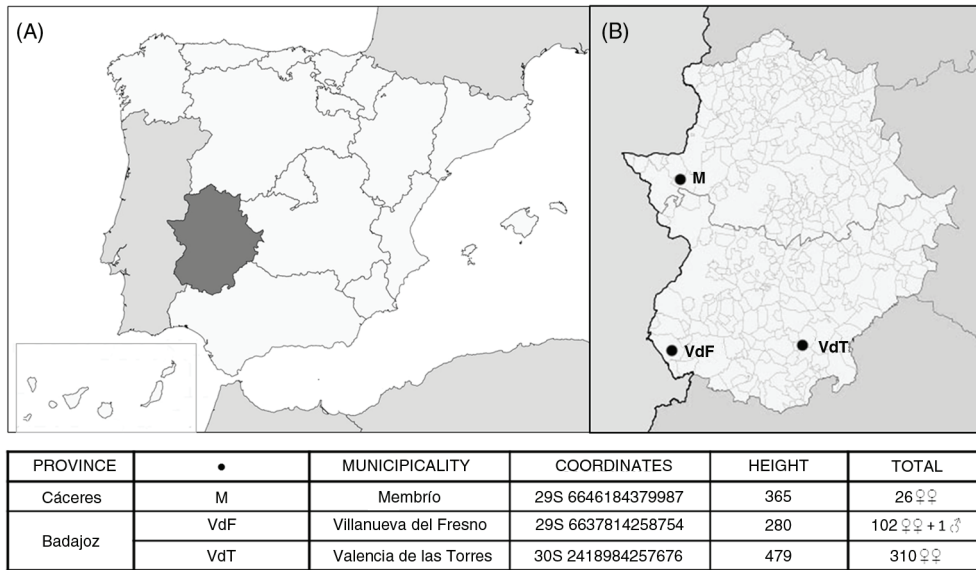 (A)
(B)
M
VdF
VdT
PROVINCE ● MUNICIPICALITY COORDINATES HEIGHT TOTAL
Cáceres M Membrío 29S 6646184379987 365 26♀♀
Badajoz VdF Villanueva del Fresno 29S 6637814258754 280 102♀♀ + 1♂
VdT Valencia de las Torres 30S 2418984257676 479 310♀♀